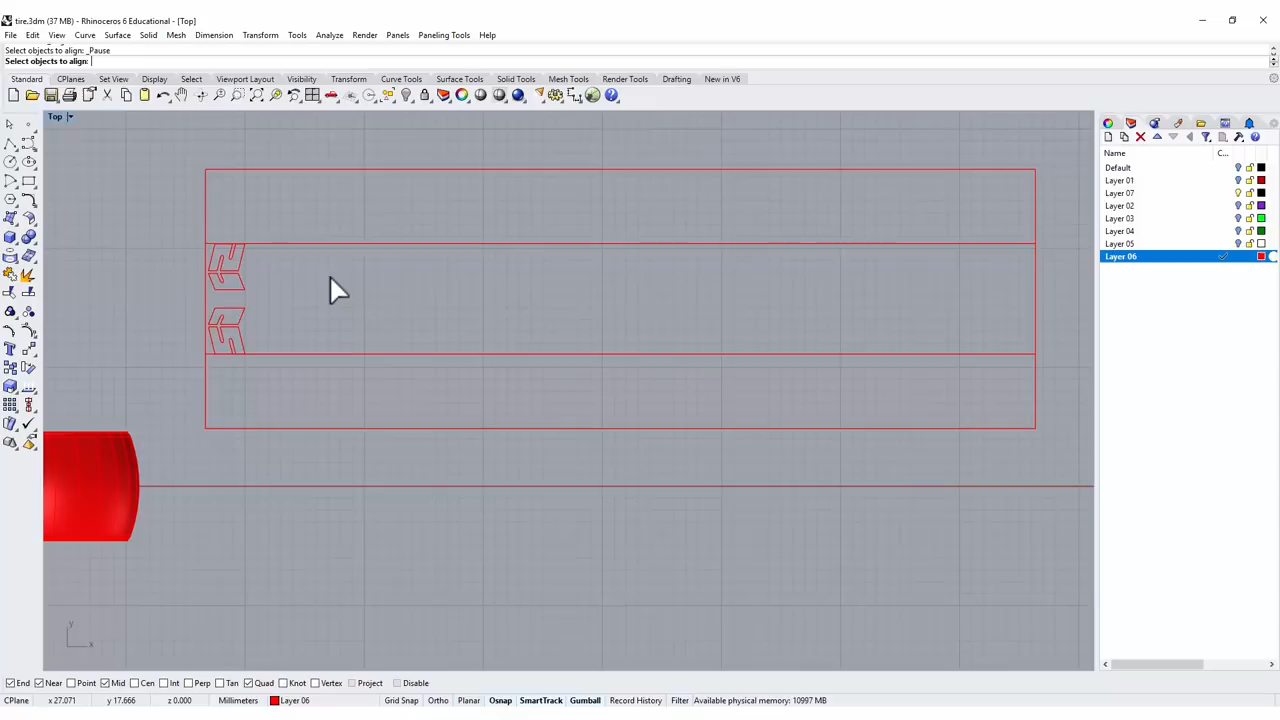 tire.3dm (37 MB) - Rhinoceros 6 Educational - [Top]
File Edit View Curve Surface Solid Mesh Dimension Transform Tools Analyze Render Panels Paneling Tools Help
Select objects to align: _Pause
Select objects to align:
Standard CPlanes Set View Display Select Viewport Layout Visibility Transform Curve Tools Surface Tools Solid Tools Mesh Tools Render Tools Drafting New in V6
Top
Name C...
Default
Layer 01
Layer 07
Layer 02
Layer 03
Layer 04
Layer 05
Layer 06
y
x
End Near Point Mid Cen Int Perp Tan Quad Knot Vertex Project Disable
CPlane x 27.071 y 17.666 z 0.000 Millimeters Layer 06 Grid Snap Ortho Planar Osnap SmartTrack Gumball Record History Filter Available physical memory: 10997 MB